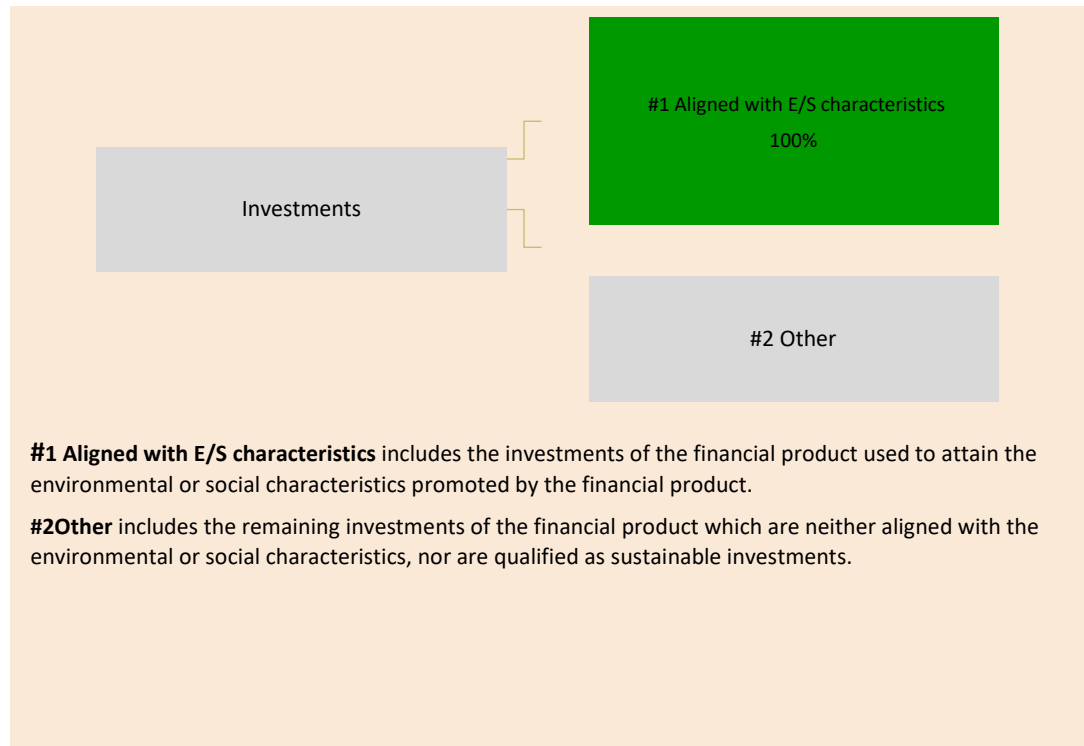 #1 Aligned with E/S characteristics
100%
Investments
#2 Other
#1 Aligned with E/S characteristics includes the investments of the financial product used to attain the
environmental or social characteristics promoted by the financial product.
#2Other includes the remaining investments of the financial product which are neither aligned with the
environmental or social characteristics, nor are qualified as sustainable investments.